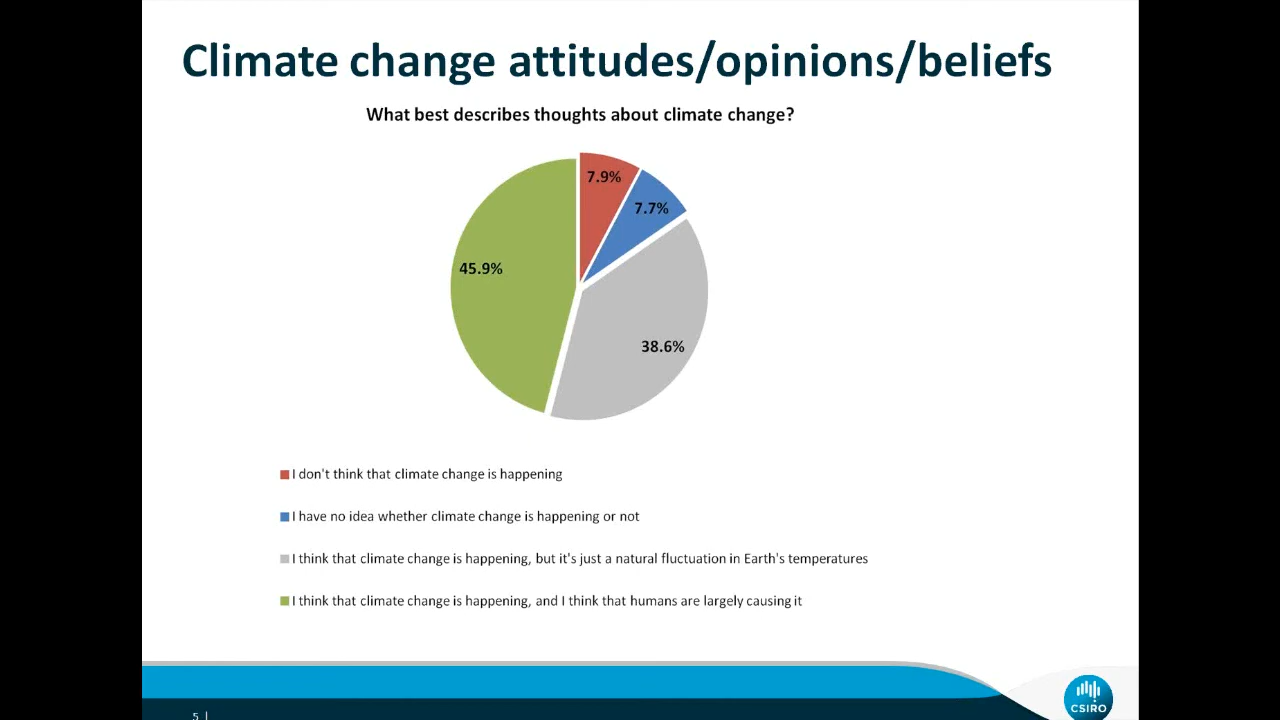 Climate change attitudes/opinions/beliefs
What best describes thoughts about climate change?
7.9%
7.7%
45.9%
38.6%
I don't think that climate change is happening
I have no idea whether climate change is happening or not
I think that climate change is happening, but it's just a natural fluctuation in Earth's temperatures
I think that climate change is happening, and I think that humans are largely causing it
CSIRO
5 |